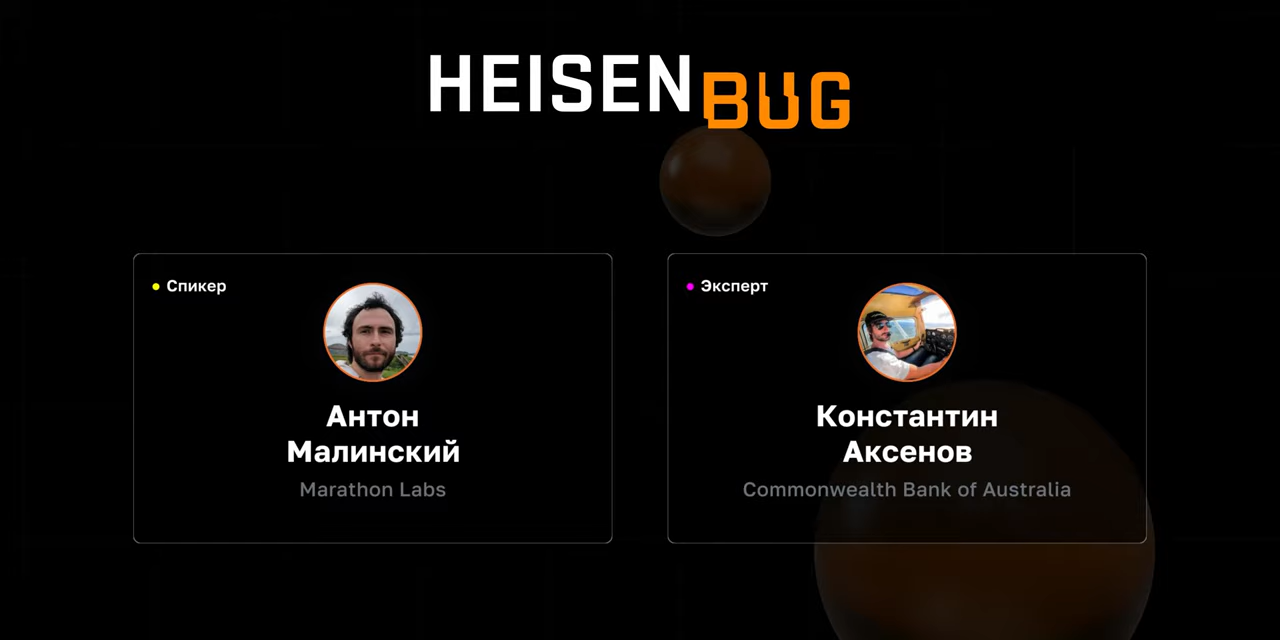 HEISENBUG
Спикер
Антон
Малинский
Marathon Labs
Эксперт
Константин
Аксенов
Commonwealth Bank of Australia